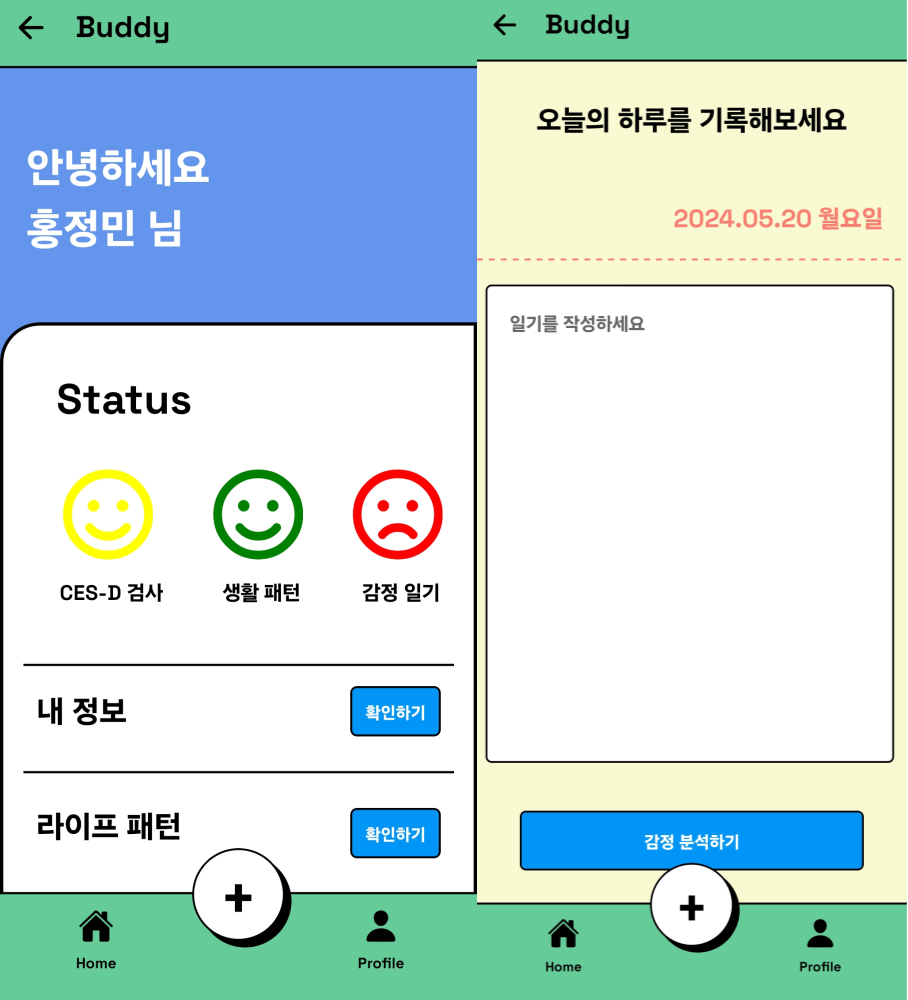 Buddy
안녕하세요
홍정민 님
Status
CES-D 검사
생활 패턴
감정 일기
내 정보
확인하기
라이프 패턴
확인하기
+
Home
Profile
Buddy
오늘의 하루를 기록해보세요
2024.05.20 월요일
일기를 작성하세요
감정 분석하기
+
Home
Profile